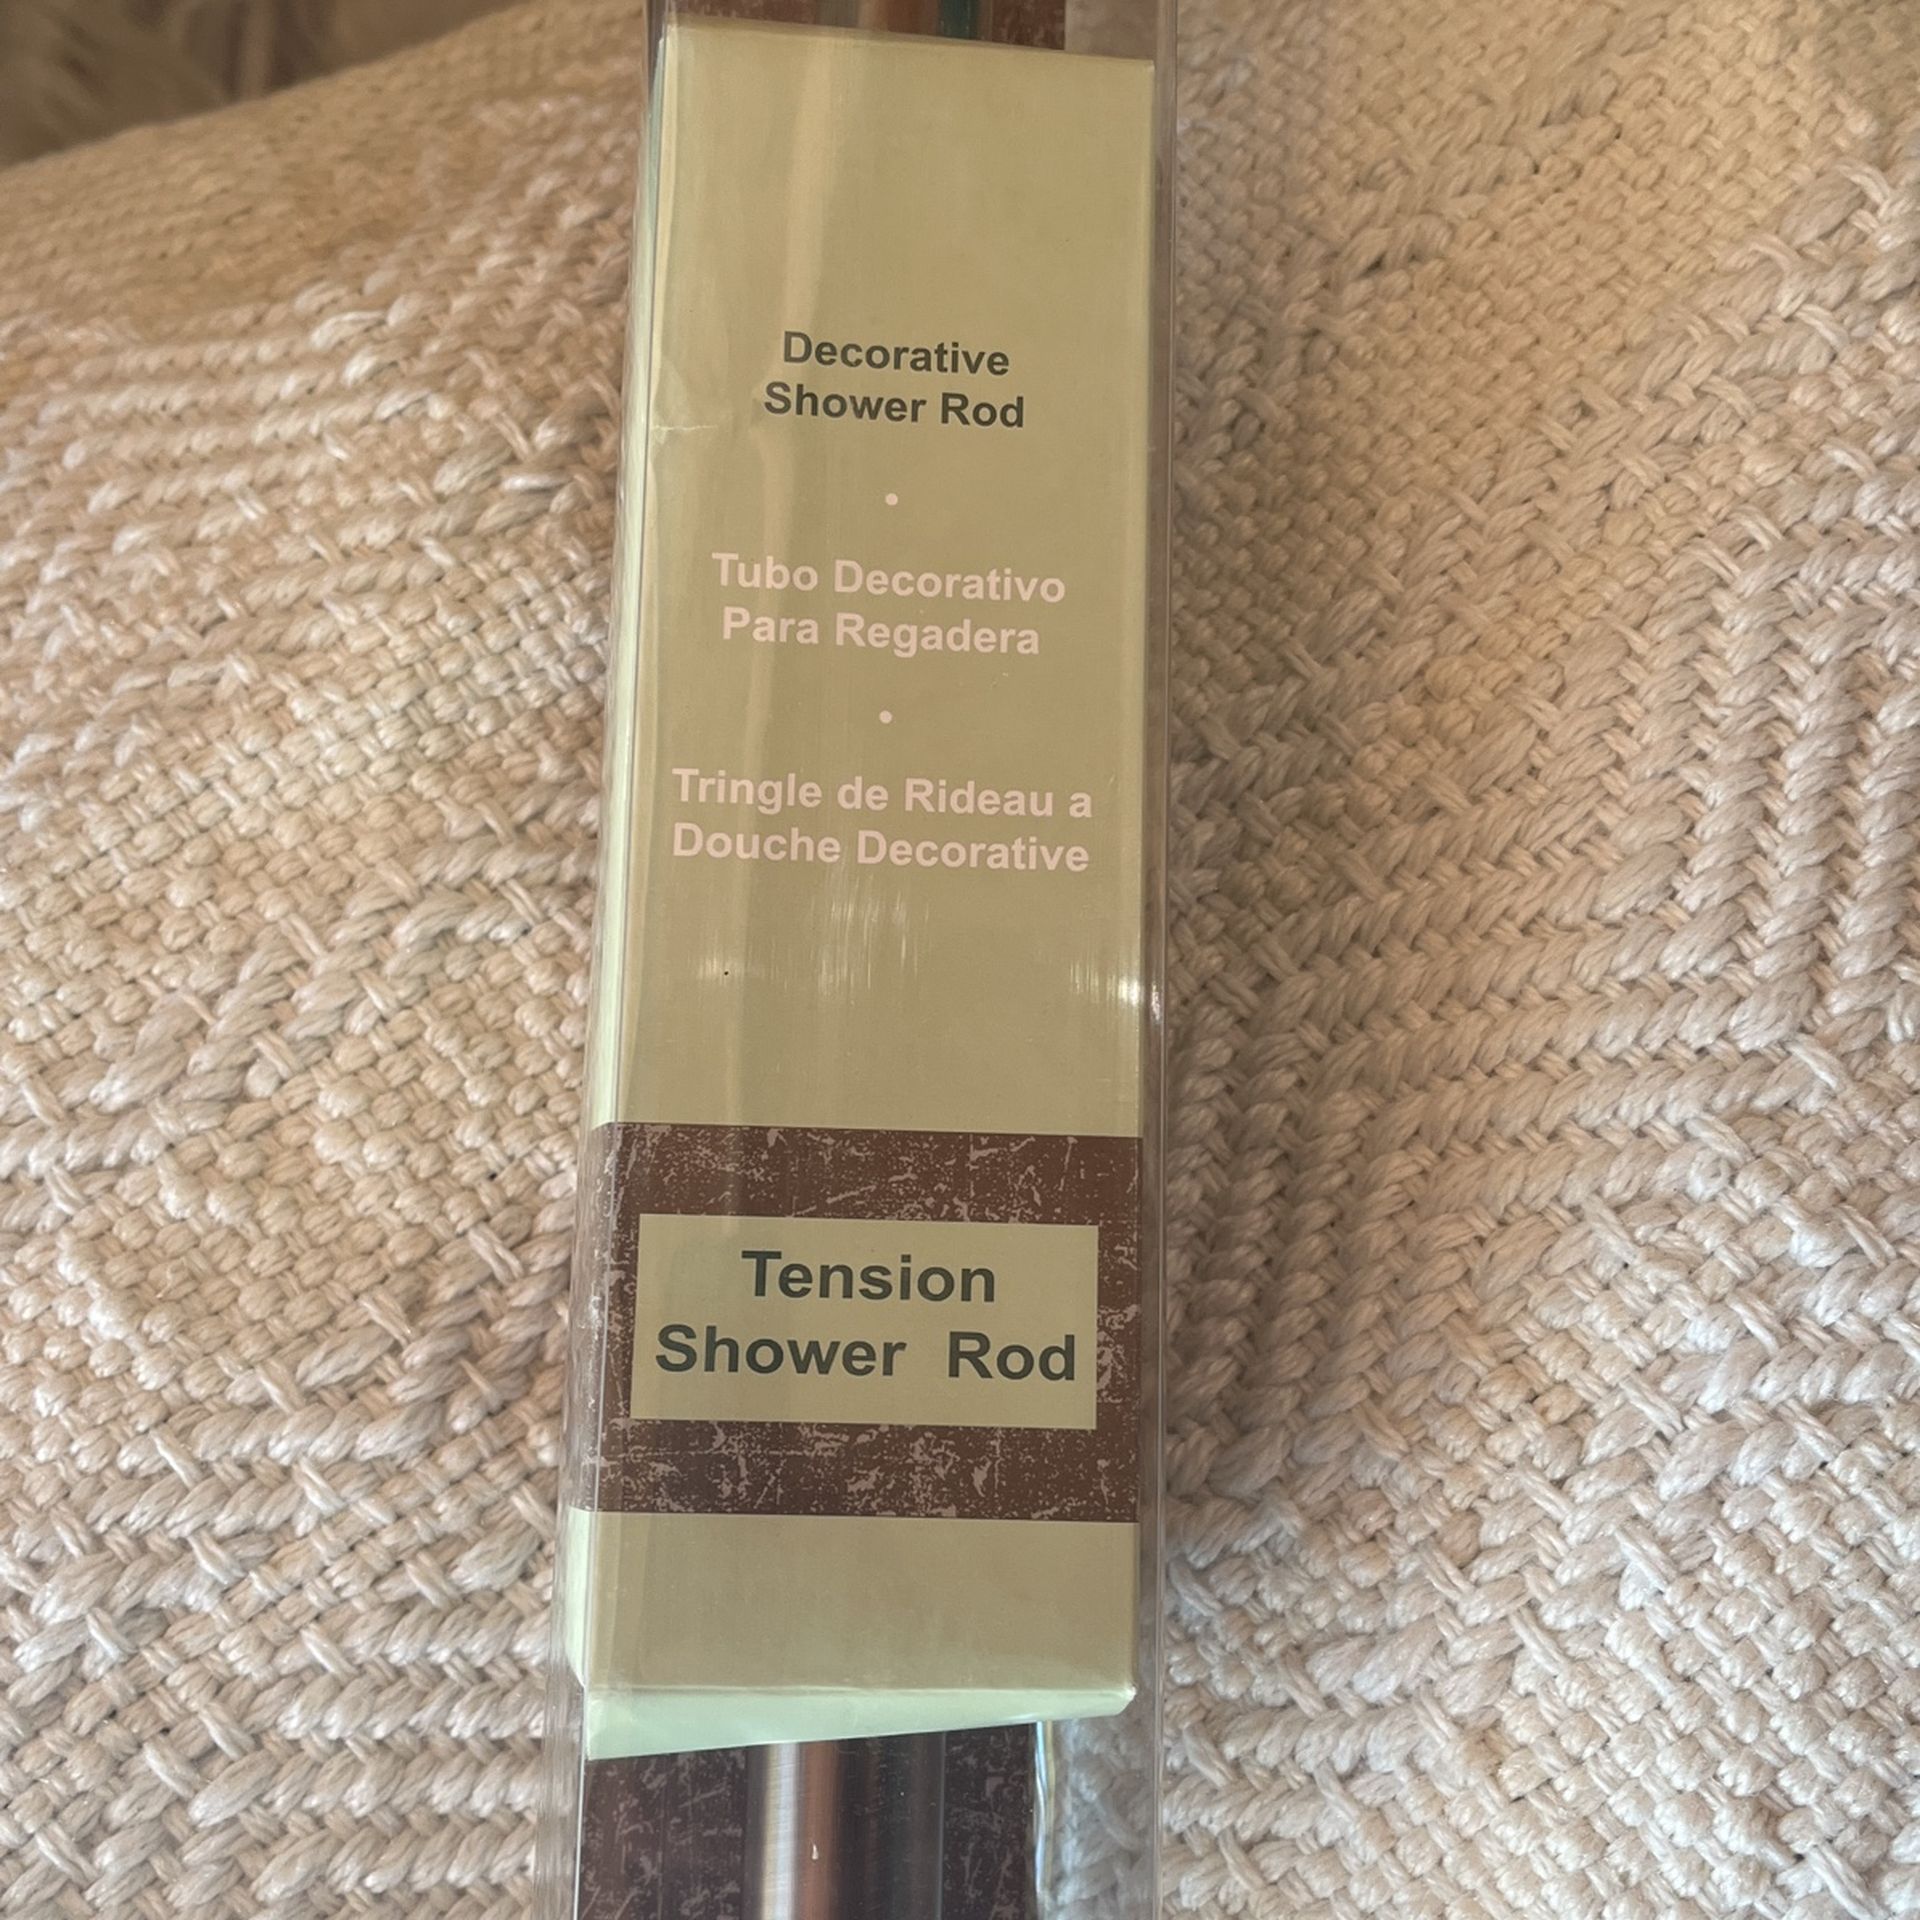 Decorative
Shower Rod
•
Tubo Decorativo
Para Regadera
•
Tringle de Rideau a
Douche Decorative
Tension
Shower Rod